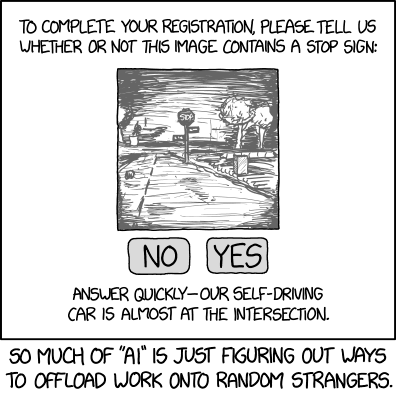 TO COMPLETE YOUR REGISTRATION, PLEASE TELL US
WHETHER OR NOT THIS IMAGE CONTAINS A STOP SIGN:
STOP
NO
YES
ANSWER QUICKLY—OUR SELF-DRIVING
CAR IS ALMOST AT THE INTERSECTION.
SO MUCH OF "AI" IS JUST FIGURING OUT WAYS
TO OFFLOAD WORK ONTO RANDOM STRANGERS.